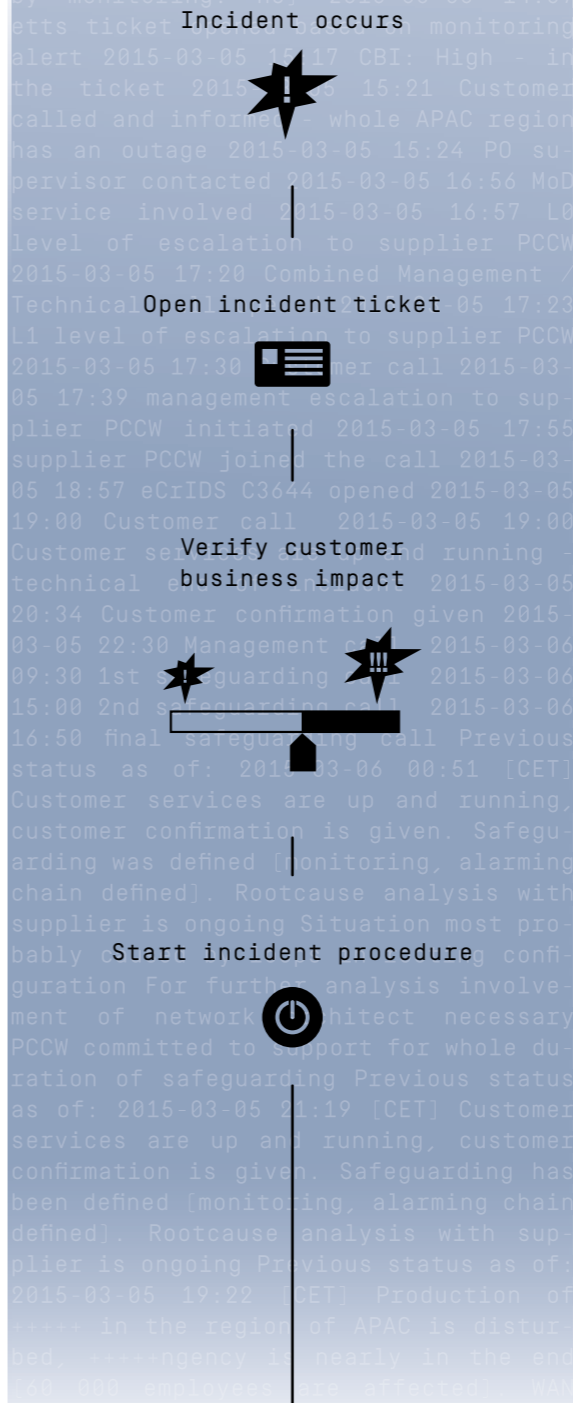 Incident occurs
etts ticket opened based on monitoring
alert 2015-03-05 15:17 CBI: High - in
the ticket 2015 15:21 Customer
called and informed - whole APAC region
has an outage 2015-03-05 15:24 PO su-
pervisor contacted 2015-03-05 16:56 MoD
service involved 2015-03-05 16:57 L0
level of escalation to supplier PCCW
2015-03-05 17:20 Combined Management /
Open incident ticket
Technical -05 17:23
L1 level of escalation to supplier PCCW
2015-03-05 17:30 mer call 2015-03-
05 17:39 management escalation to sup-
plier PCCW initiated 2015-03-05 17:55
supplier PCCW joined the call 2015-03-
05 18:57 eCrIDS C3644 opened 2015-03-05
19:00 Customer call 2015-03-05 19:00
Verify customer
Customer and running -
business impact
technical 2015-03-05
20:34 Customer confirmation given 2015-
03-05 21:30 Management 2015-03-06
09:30 1st safeguarding 2015-03-06
15:00 2nd safeguarding call 2015-03-06
16:50 final safeguarding call Previous
status as of: 2015-03-06 00:51 [CET]
Customer services are up and running,
customer confirmation is given. Safegu-
arding was defined [monitoring, alarming
chain defined]. Rootcause analysis with
supplier is ongoing Situation most pro-
Start incident procedure
bably confi-
guration For further analysis involve-
ment of network hitect necessary
PCCW committed to support for whole du-
ration of safeguarding Previous status
as of: 2015-03-05 21:19 [CET] Customer
services are up and running, customer
confirmation is given. Safeguarding has
been defined [monitoring, alarming chain
defined]. Rootcause analysis with sup-
plier is ongoing Previous status as of:
2015-03-05 19:22 [CET] Production of
+++++ in the region of APAC is distur-
bed, +++++ngency is nearly in the end
[60 000 employees are affected] WAN